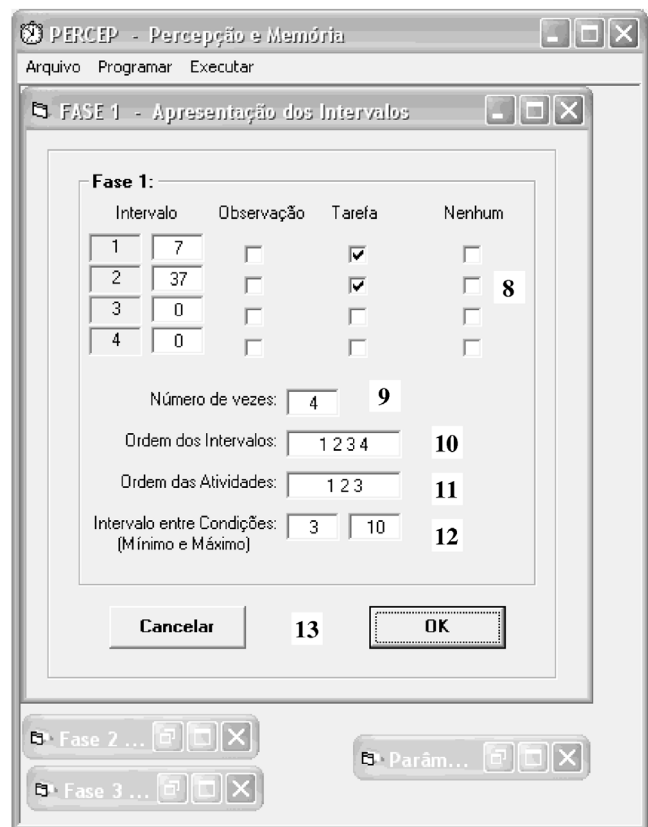 PERCEP - Percepção e Memória
Arquivo Programar Executar
FASE 1 - Apresentação dos Intervalos
Fase 1:
Intervalo Observação Tarefa Nenhum
1 7
2 37 8
3 0
4 0
Número de vezes: 4 9
Ordem dos Intervalos: 1 2 3 4 10
Ordem das Atividades: 1 2 3 11
Intervalo entre Condições: 3 10 12
(Mínimo e Máximo)
Cancelar 13 OK
Fase 2 ...
Parâm...
Fase 3 ...